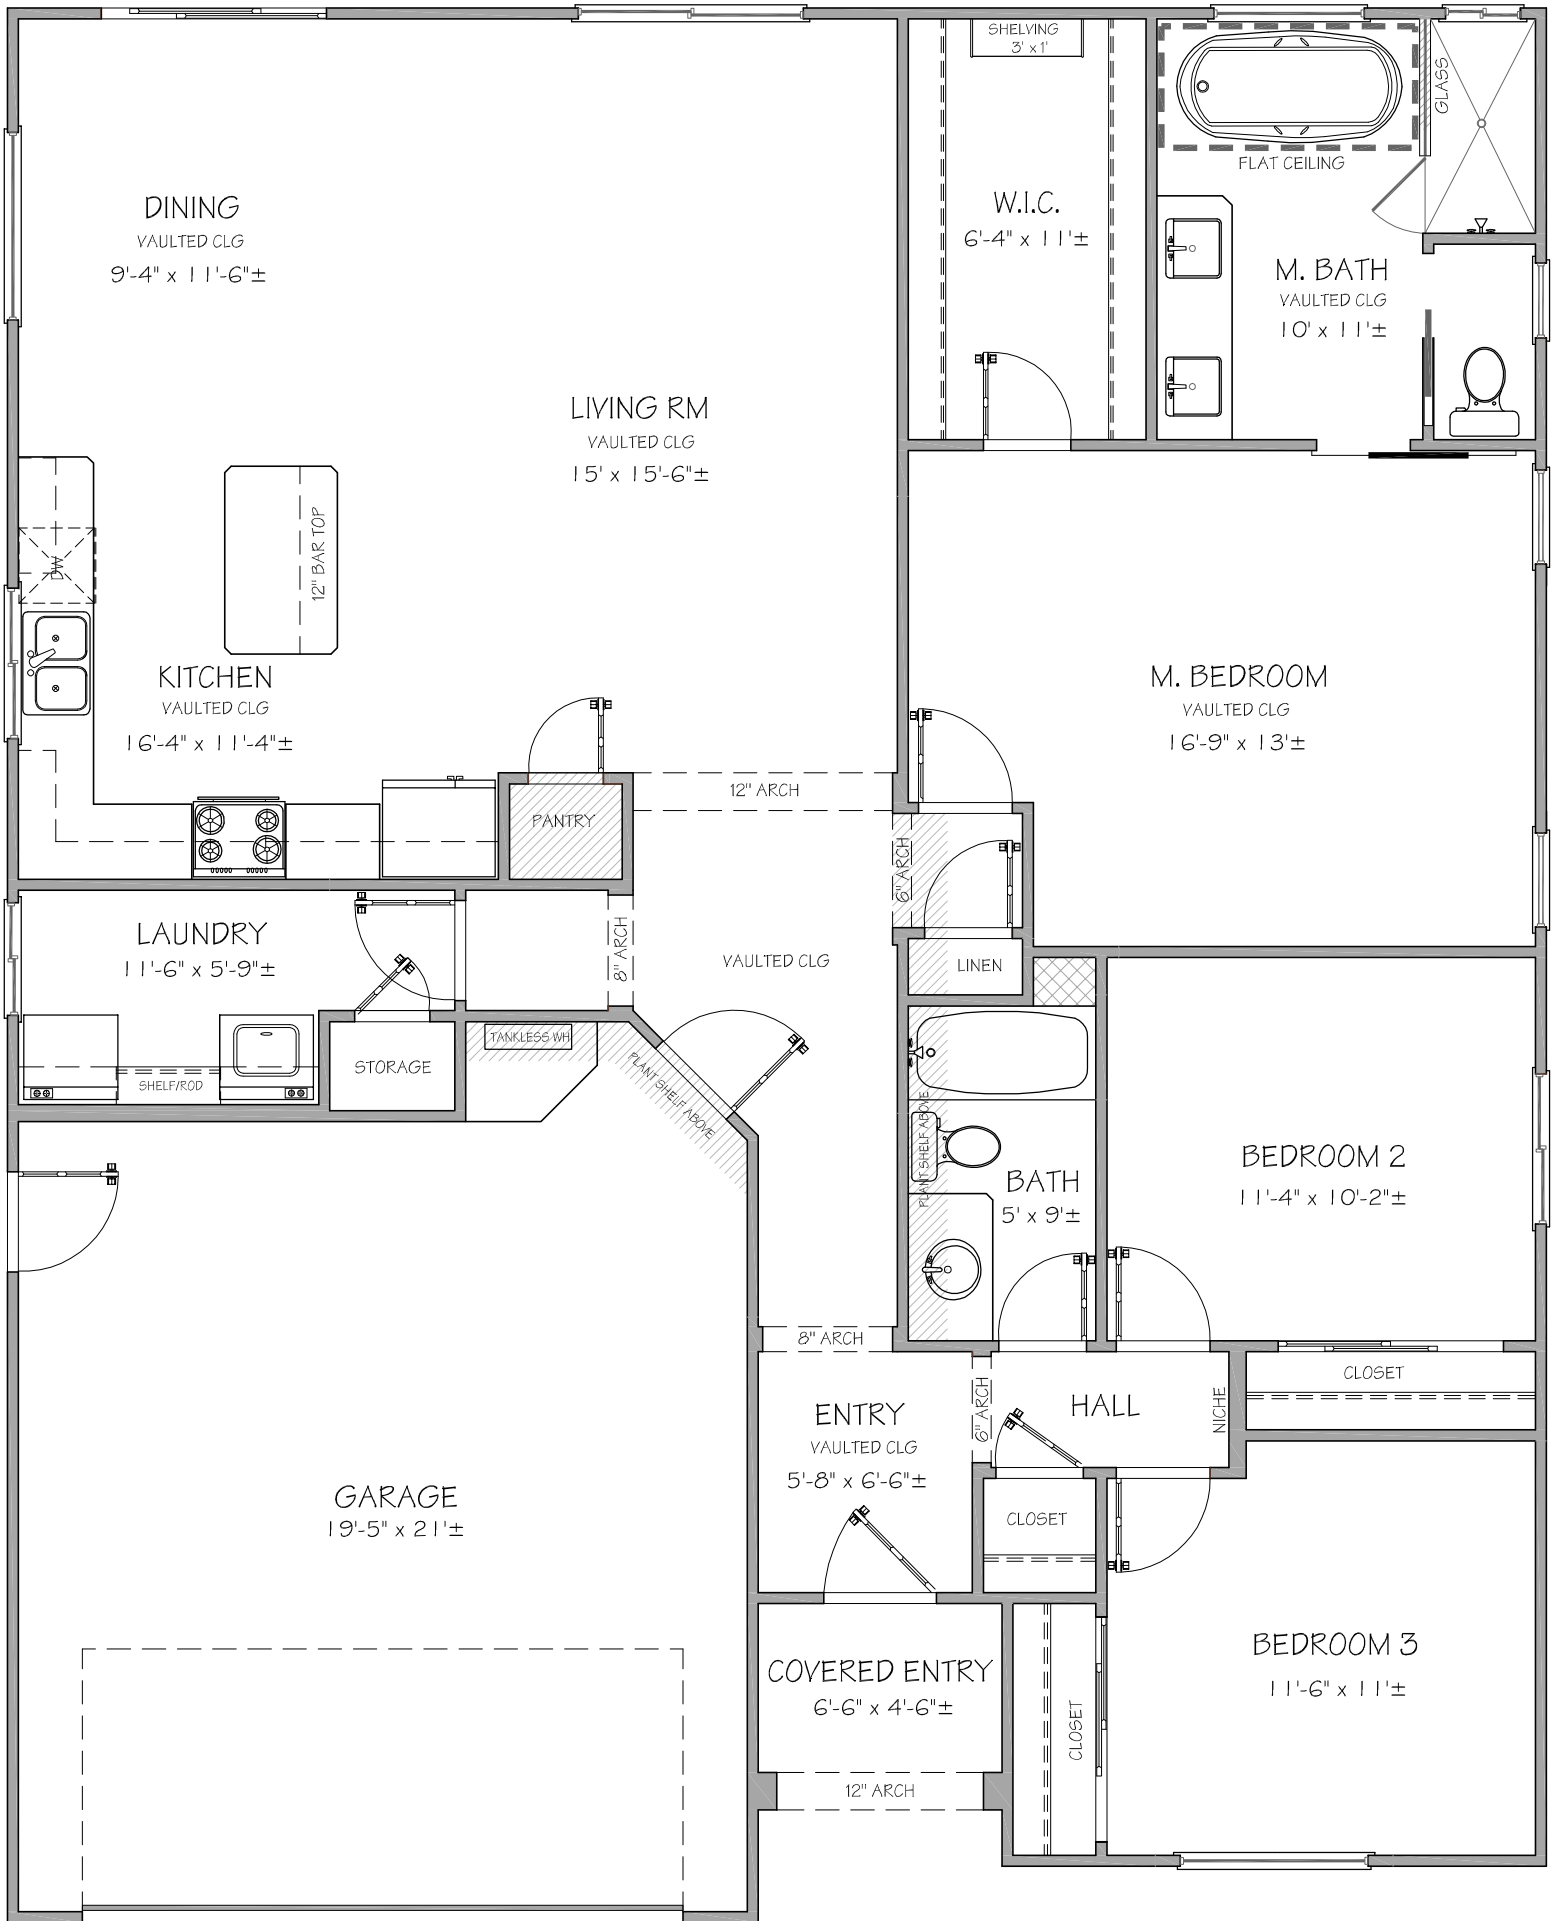 SHELVING
3' x 1'
GLASS
FLAT CEILING
DINING
VAULTED CLG
9'-4" x 11'-6"±
W.I.C.
6'-4" x 11'±
M. BATH
VAULTED CLG
10' x 11'±
LIVING RM
VAULTED CLG
15' x 15'-6"±
DW
12" BAR TOP
KITCHEN
VAULTED CLG
16'-4" x 11'-4"±
M. BEDROOM
VAULTED CLG
16'-9" x 13'±
PANTRY
12" ARCH
6" ARCH
LAUNDRY
11'-6" x 5'-9"±
8" ARCH
VAULTED CLG
LINEN
TANKLESS WH
STORAGE
SHELF/ROD
PLANT SHELF ABOVE
PLANT SHELF ABOVE
BATH
5' x 9'±
BEDROOM 2
11'-4" x 10'-2"±
8" ARCH
CLOSET
6" ARCH
HALL
NICHE
ENTRY
VAULTED CLG
5'-8" x 6'-6"±
CLOSET
GARAGE
19'-5" x 21'±
COVERED ENTRY
6'-6" x 4'-6"±
CLOSET
BEDROOM 3
11'-6" x 11'±
12" ARCH